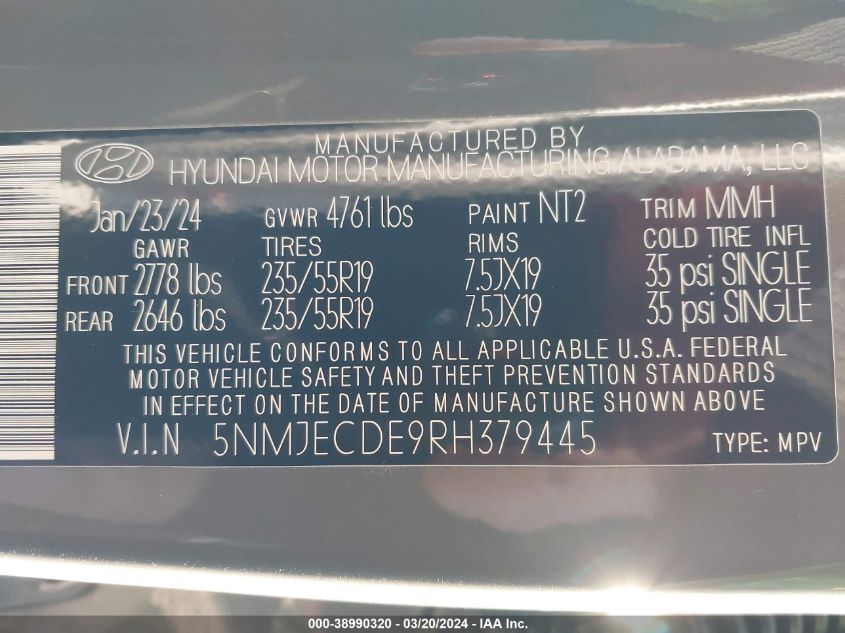 MANUFACTURED BY
HYUNDAI MOTOR MANUFACTURING ALABAMA, LLC
Jan/23/24 GVWR 4761 lbs PAINT NT2 TRIM MMH
GAWR TIRES RIMS COLD TIRE INFL
FRONT 2778 lbs 235/55R19 7.5JX19 35 psi SINGLE
REAR 2646 lbs 235/55R19 7.5JX19 35 psi SINGLE
THIS VEHICLE CONFORMS TO ALL APPLICABLE U.S.A. FEDERAL
MOTOR VEHICLE SAFETY AND THEFT PREVENTION STANDARDS
IN EFFECT ON THE DATE OF MANUFACTURE SHOWN ABOVE
V.I.N 5NMJECDE9RH379445 TYPE: MPV
000-38990320 - 03/20/2024 - IAA Inc.